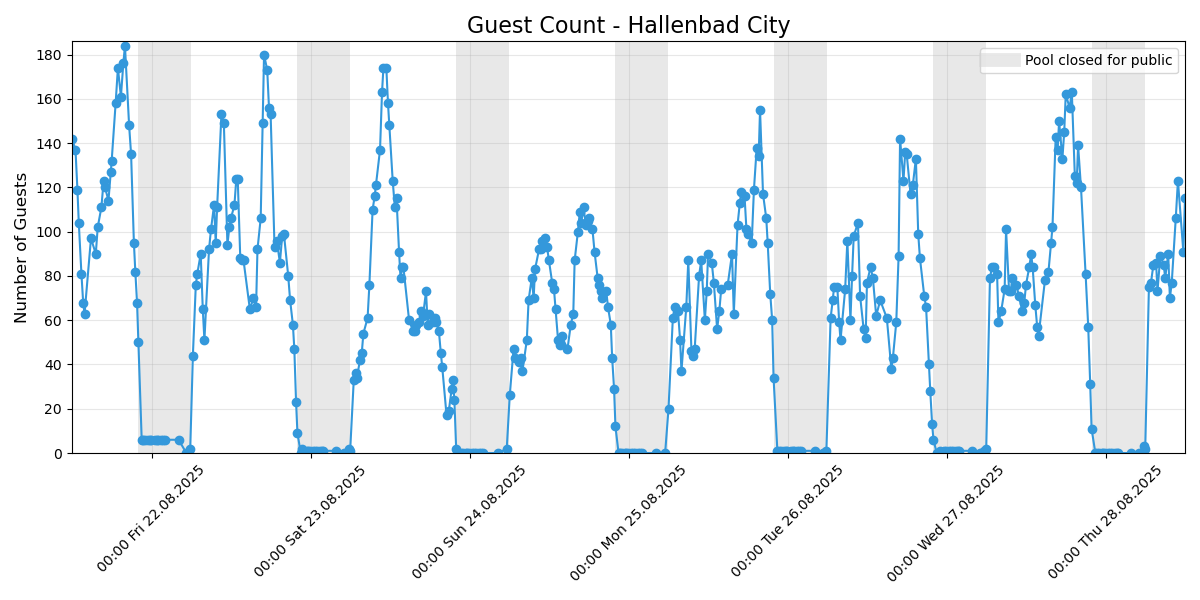 Guest Count - Hallenbad City
Pool closed for public
Number of Guests
180
160
140
120
100
80
60
40
20
0
00:00 Fri 22.08.2025
00:00 Sat 23.08.2025
00:00 Sun 24.08.2025
00:00 Mon 25.08.2025
00:00 Tue 26.08.2025
00:00 Wed 27.08.2025
00:00 Thu 28.08.2025